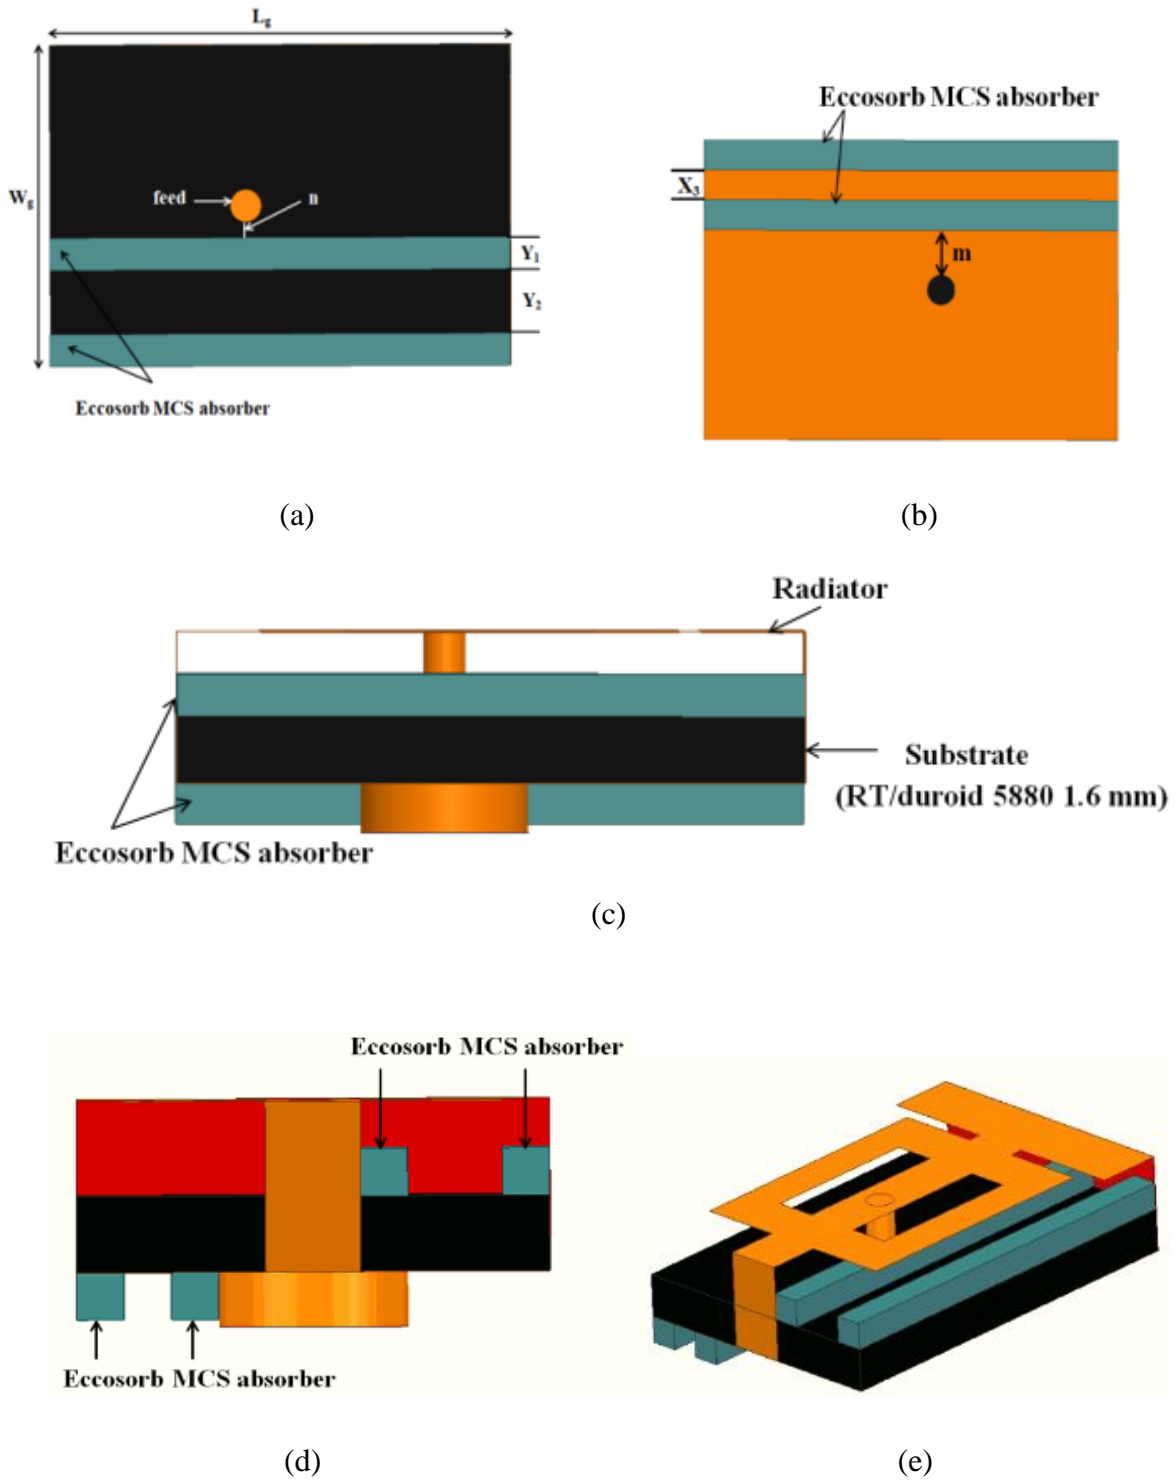 Lg
Wg
feed
n
Y1
Y2
Eccosorb MCS absorber
(a)
Eccosorb MCS absorber
X3
m
(b)
Radiator
Substrate
(RT/duroid 5880 1.6 mm)
Eccosorb MCS absorber
(c)
Eccosorb MCS absorber
Eccosorb MCS absorber
(d)
(e)